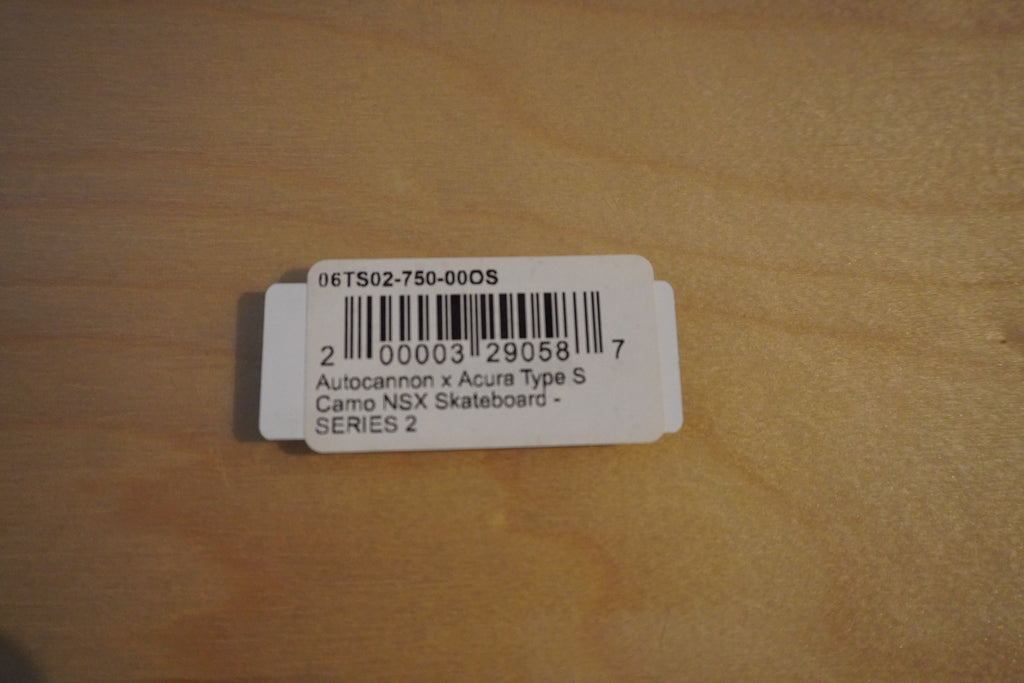 06TS02-750-00OS
2 00003 29058 7
Autocannon x Acura Type S
Camo NSX Skateboard -
SERIES 2